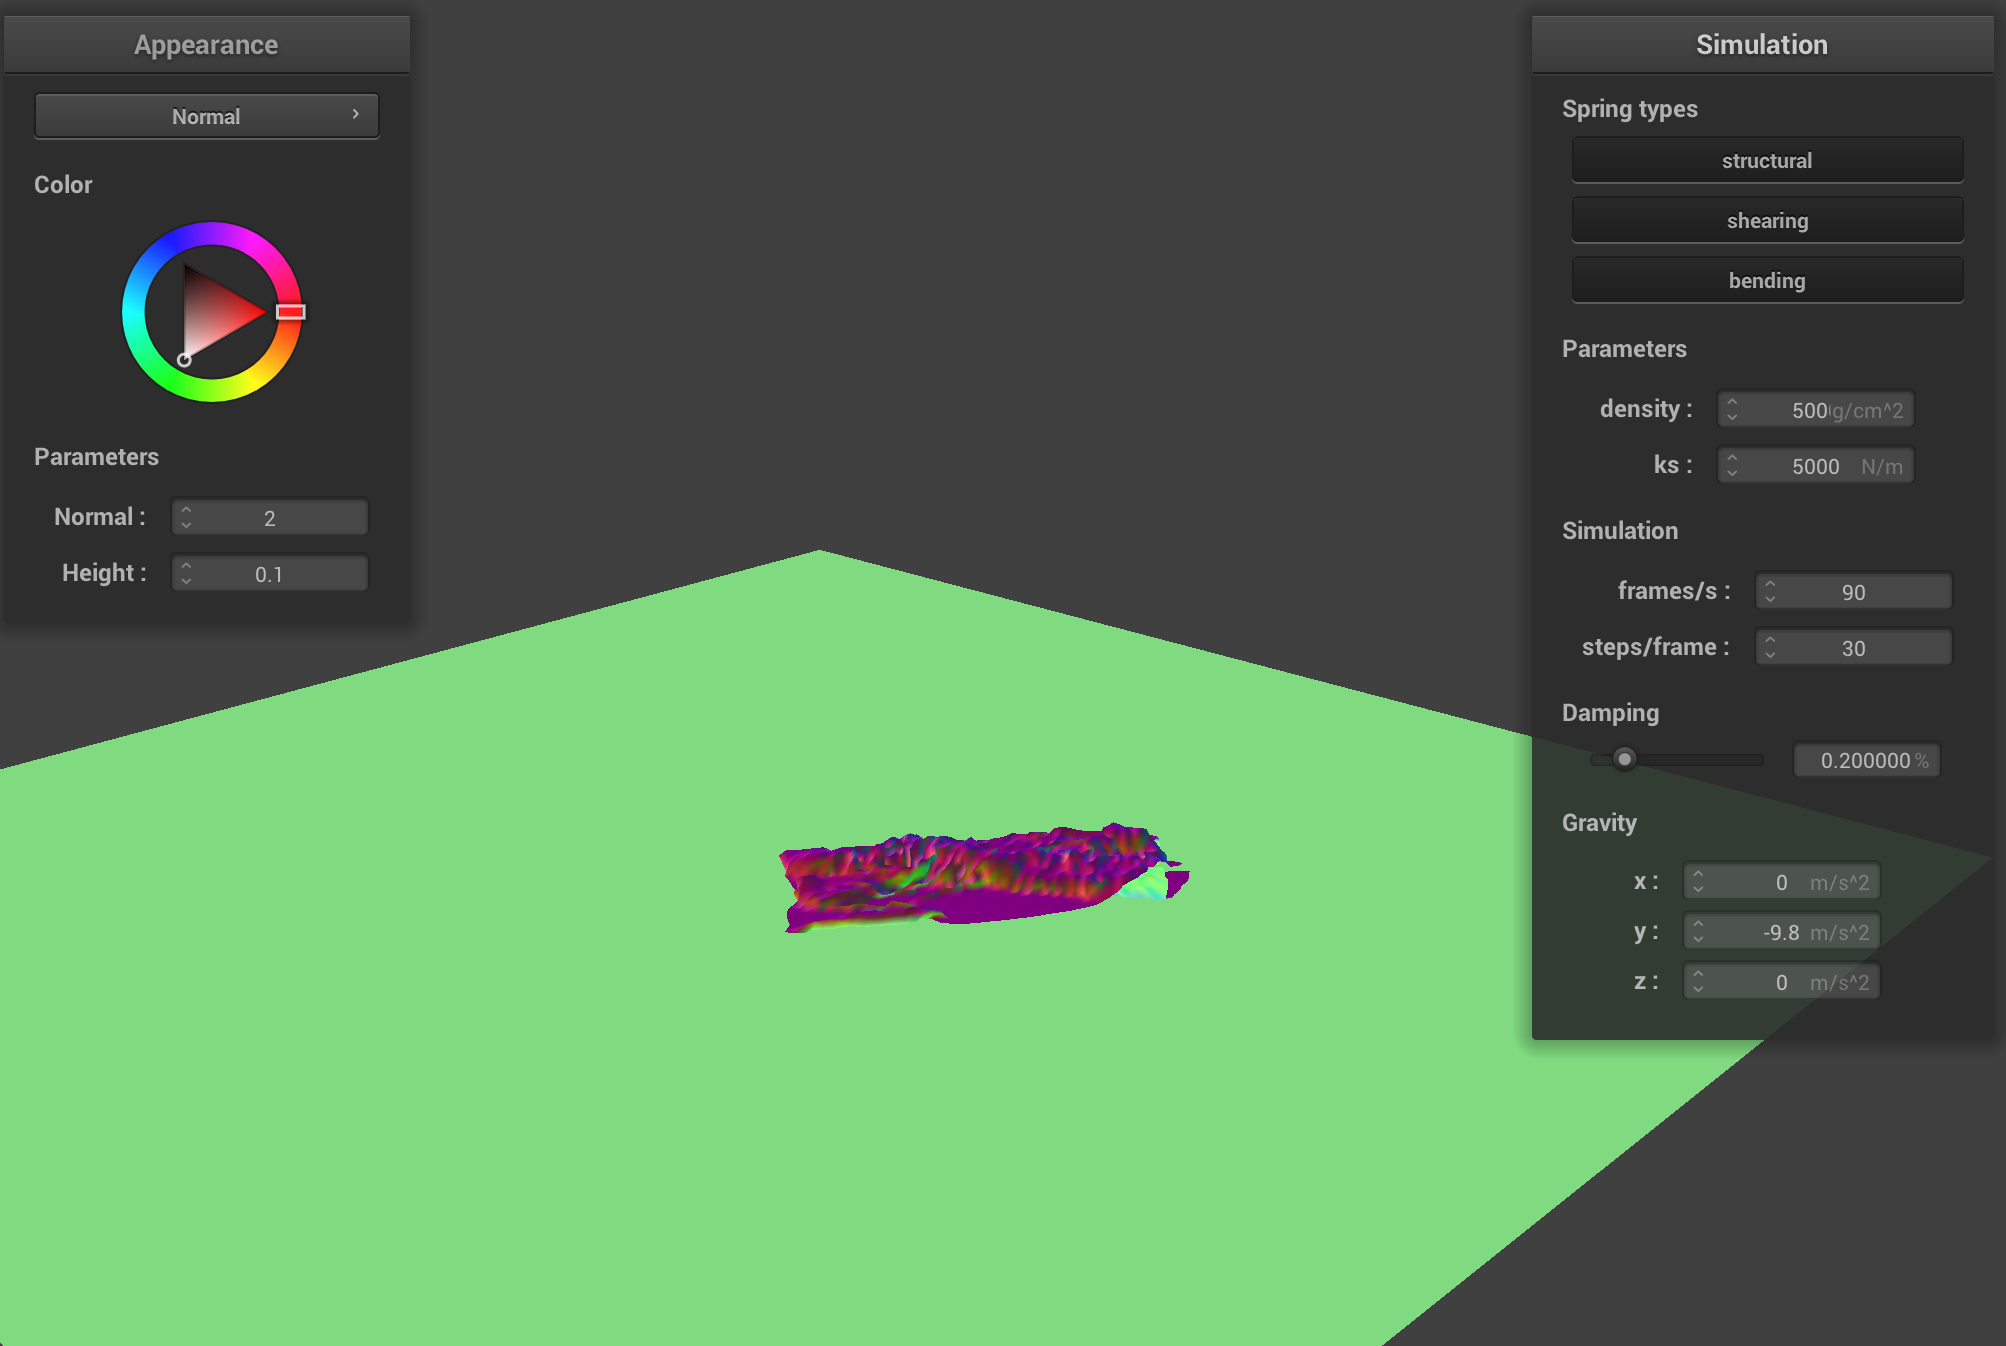 Appearance
Normal
Color
Parameters
Normal : 2
Height : 0.1
Simulation
Spring types
structural
shearing
bending
Parameters
density : 500 g/cm^2
ks : 5000 N/m
Simulation
frames/s : 90
steps/frame : 30
Damping
0.200000 %
Gravity
x : 0 m/s^2
y : -9.8 m/s^2
z : 0 m/s^2